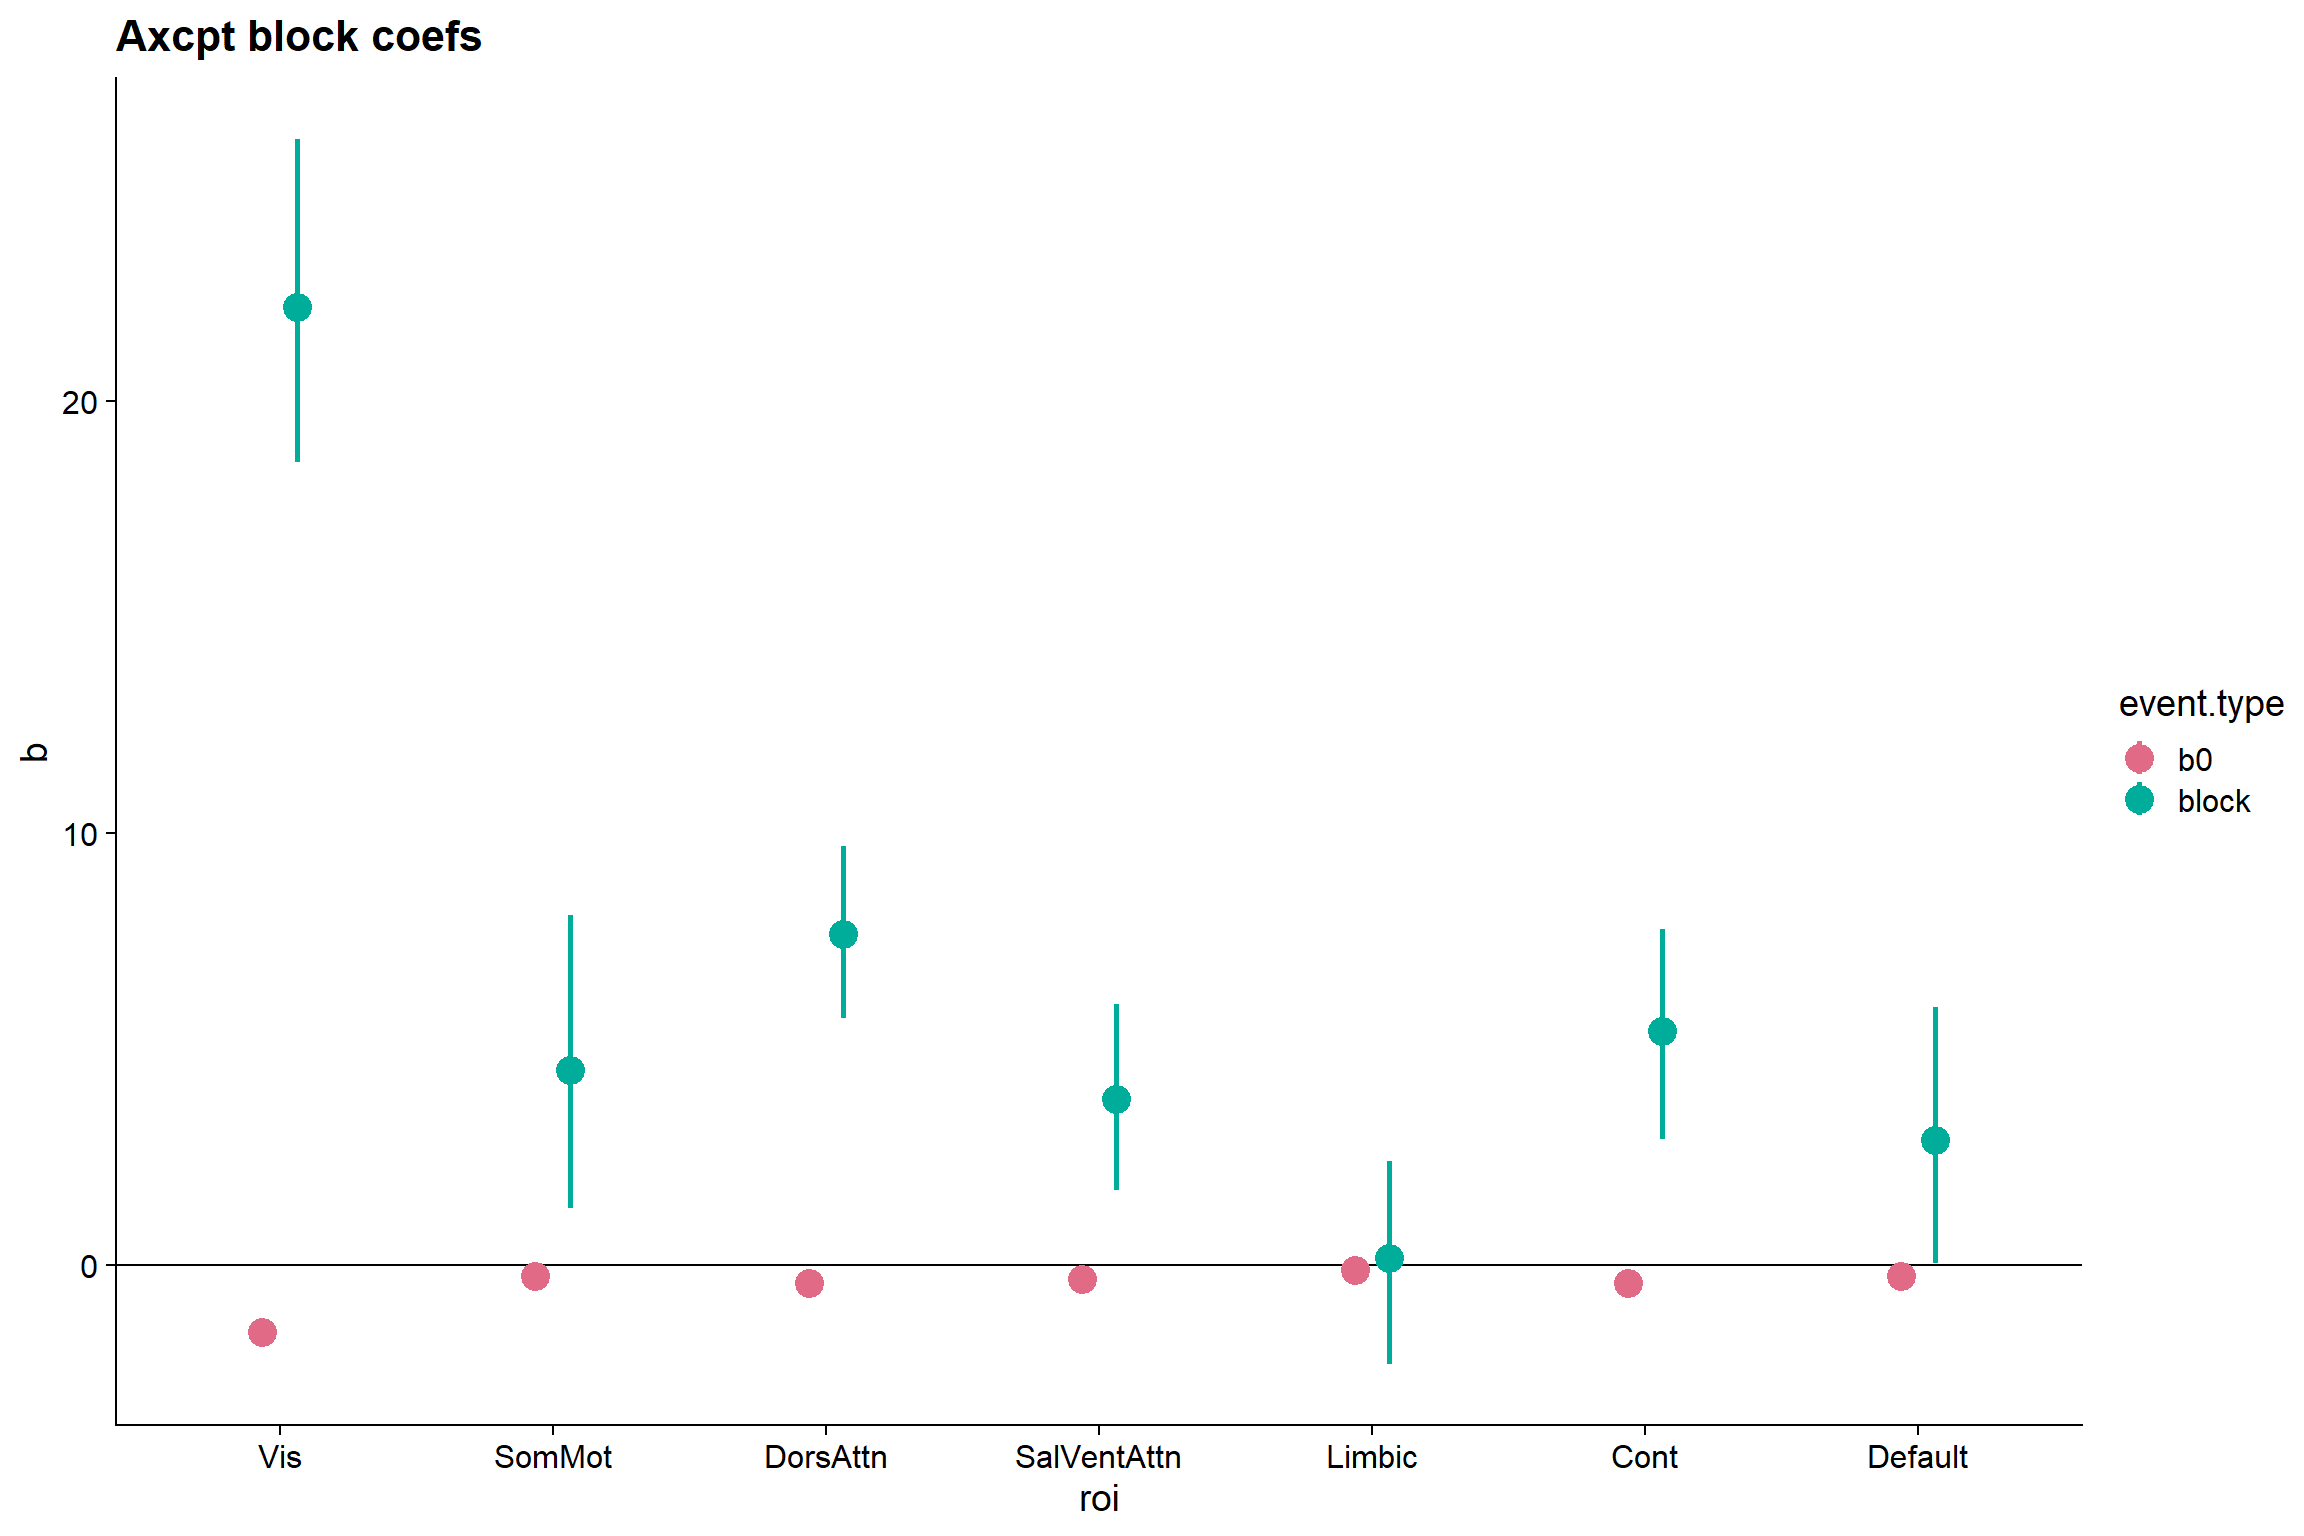 Axcpt block coefs
b
20
10
0
Vis
SomMot
DorsAttn
SalVentAttn
Limbic
Cont
Default
roi
event.type
b0
block